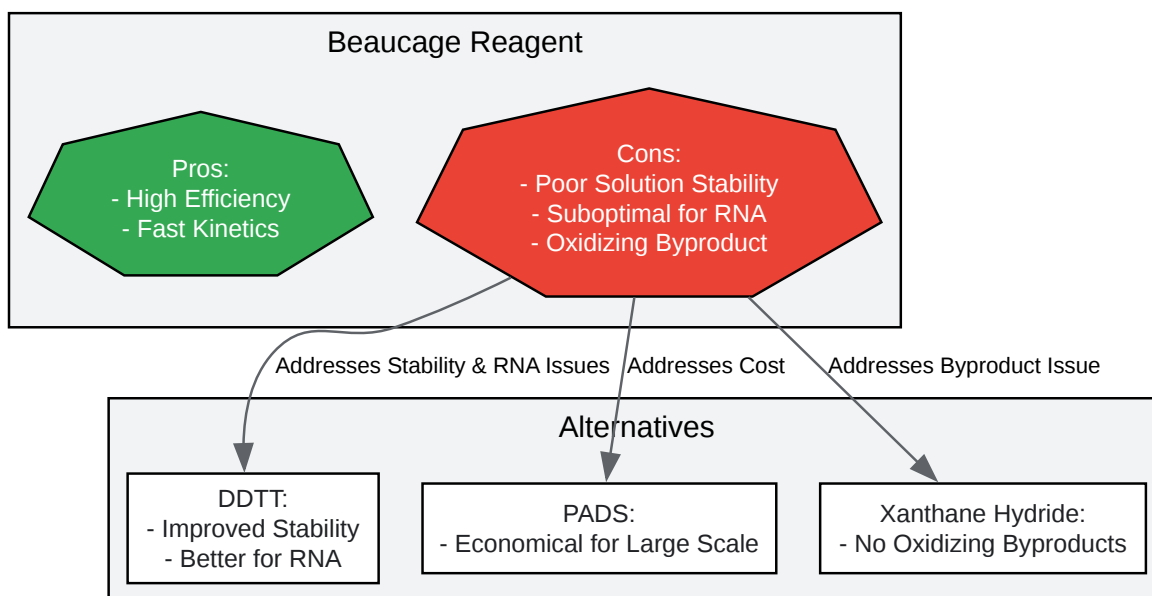 Beaucage Reagent
Pros:
- High Efficiency
- Fast Kinetics
Cons:
- Poor Solution Stability
- Suboptimal for RNA
- Oxidizing Byproduct
Addresses Stability & RNA Issues
Addresses Cost
Addresses Byproduct Issue
Alternatives
DDTT:
- Improved Stability
- Better for RNA
PADS:
- Economical for Large Scale
Xanthane Hydride:
- No Oxidizing Byproducts